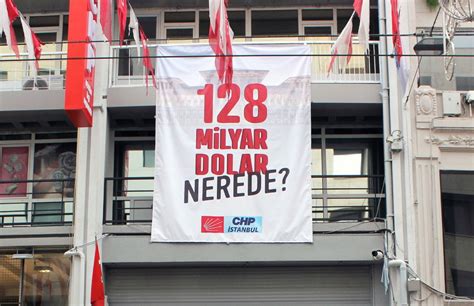 128
MİLYAR
DOLAR
NEREDE?
CHP
İSTANBUL